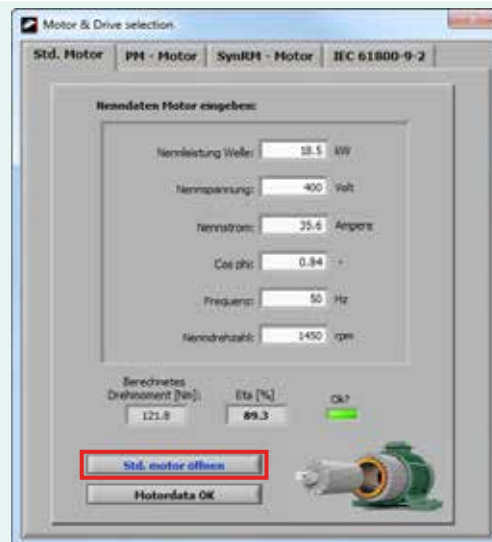 Motor & Drive selection
Std. Motor PM - Motor SynRM - Motor IEC 61800-9-2
Nenndaten Motor eingeben:
Nennleistung Welle: 18.5 kW
Nennspannung: 400 Volt
Nennstrom: 35.6 Ampere
Cos phi: 0.84 -
Frequenz: 50 Hz
Nenndrehzahl: 1450 rpm
Berechnetes
Drehmoment [Nm]: Eta [%] Ok?
121.8 89.3
Std. motor öffnen
Motordata OK